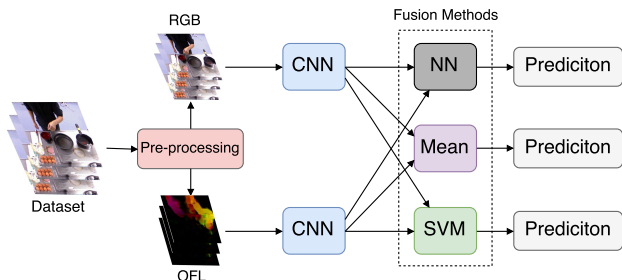 Fusion Methods
RGB
CNN
NN
Prediciton
Pre-processing
Mean
Prediciton
Dataset
CNN
SVM
Prediciton
OFL